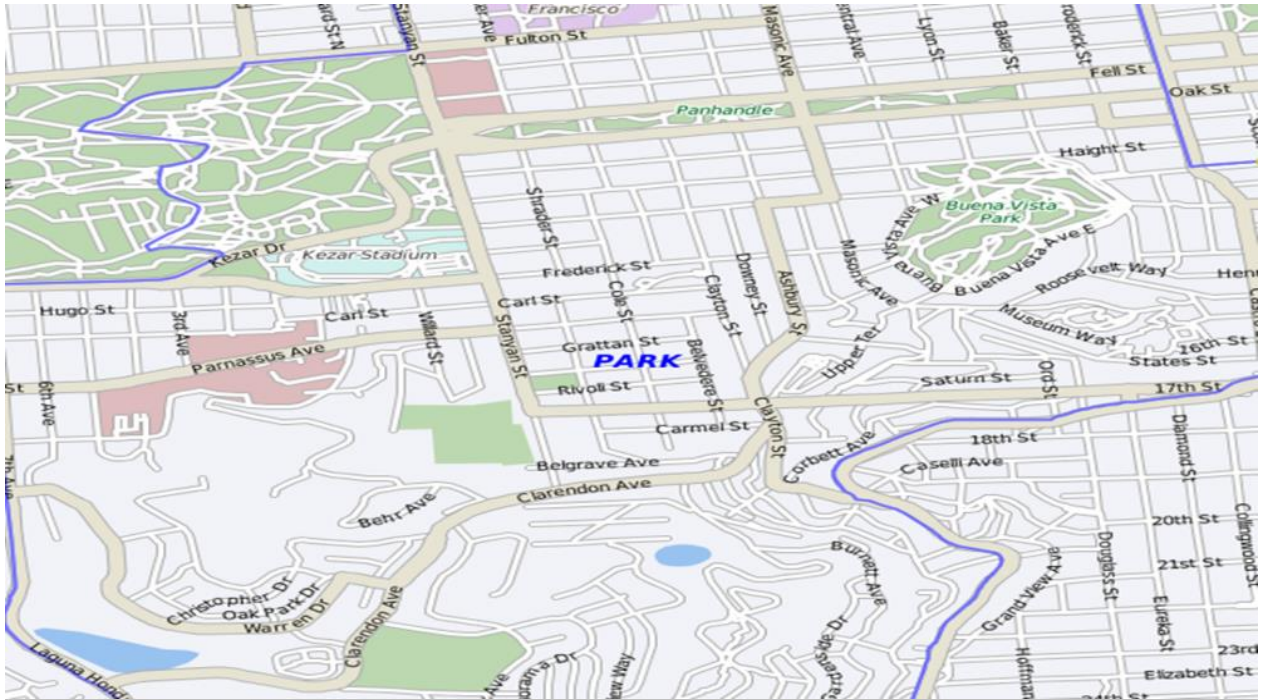 Francisco
Fulton St
Stanyan St
Masonic Ave
Lyon St
Baker St
Fell St
Oak St
Panhandle
Haight St
Shrader St
Buena Vista
Park
Buena Vista Ave W
Buena Vista Ave E
Kezar Dr
Kezar Stadium
Frederick St
Downey St
Ashbury St
Masonic Ave
Roosevelt Way
Hugo St
3rd Ave
Carl St
Willard St
Carl St
Cole St
Clayton St
Museum Way
16th St
States St
Parnassus Ave
Stanyan St
Grattan St
PARK
Belvedere St
Upper Ter
Rivoli St
Saturn St
Ord St
17th St
6th Ave
7th Ave
Carmel St
Clayton St
Corbett Ave
18th St
Diamond St
Belgrave Ave
Caselli Ave
Clarendon Ave
Behr Ave
20th St
Collingwood St
Burnett Ave
Grand View Ave
Douglass St
21st St
Christopher Dr
Oak Park Dr
Warren Dr
Clarendon Ave
Eureka St
23rd
Elizabeth St
24th St